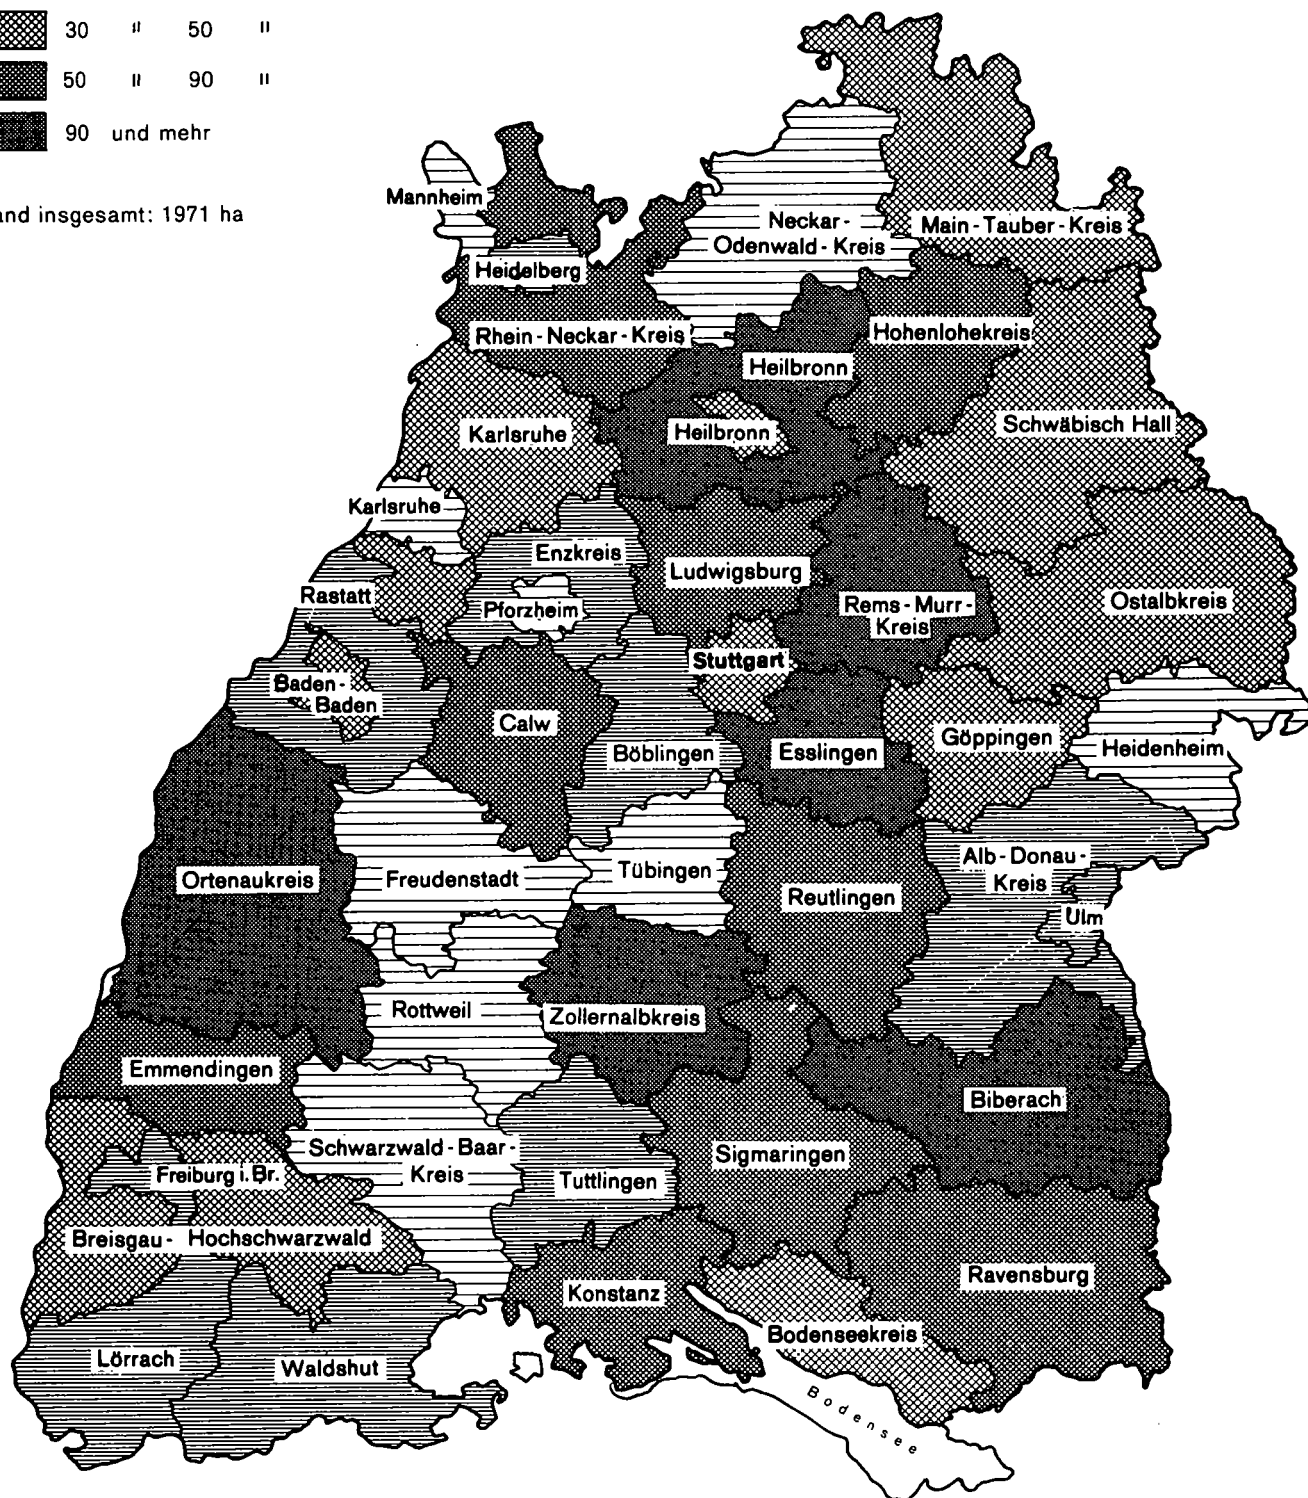 30 " 50 "
50 " 90 "
90 und mehr
and insgesamt: 1971 ha
Mannheim
Neckar-
Odenwald-Kreis
Main-Tauber-Kreis
Heidelberg
Rhein-Neckar-Kreis
Hohenlohekreis
Heilbronn
Heilbronn
Karlsruhe
Schwäbisch Hall
Karlsruhe
Enzkreis
Ludwigsburg
Rastatt
Pforzheim
Rems-Murr-
Kreis
Ostalbkreis
Stuttgart
Baden-
Baden
Calw
Böblingen
Esslingen
Göppingen
Heidenheim
Ortenaukreis
Freudenstadt
Tübingen
Reutlingen
Alb-Donau-
Kreis
Ulm
Rottweil
Zollernalbkreis
Emmendingen
Biberach
Schwarzwald-Baar-
Kreis
Sigmaringen
Freiburg i. Br.
Tuttlingen
Breisgau- Hochschwarzwald
Ravensburg
Konstanz
Bodenseekreis
Lörrach
Waldshut
Bodensee